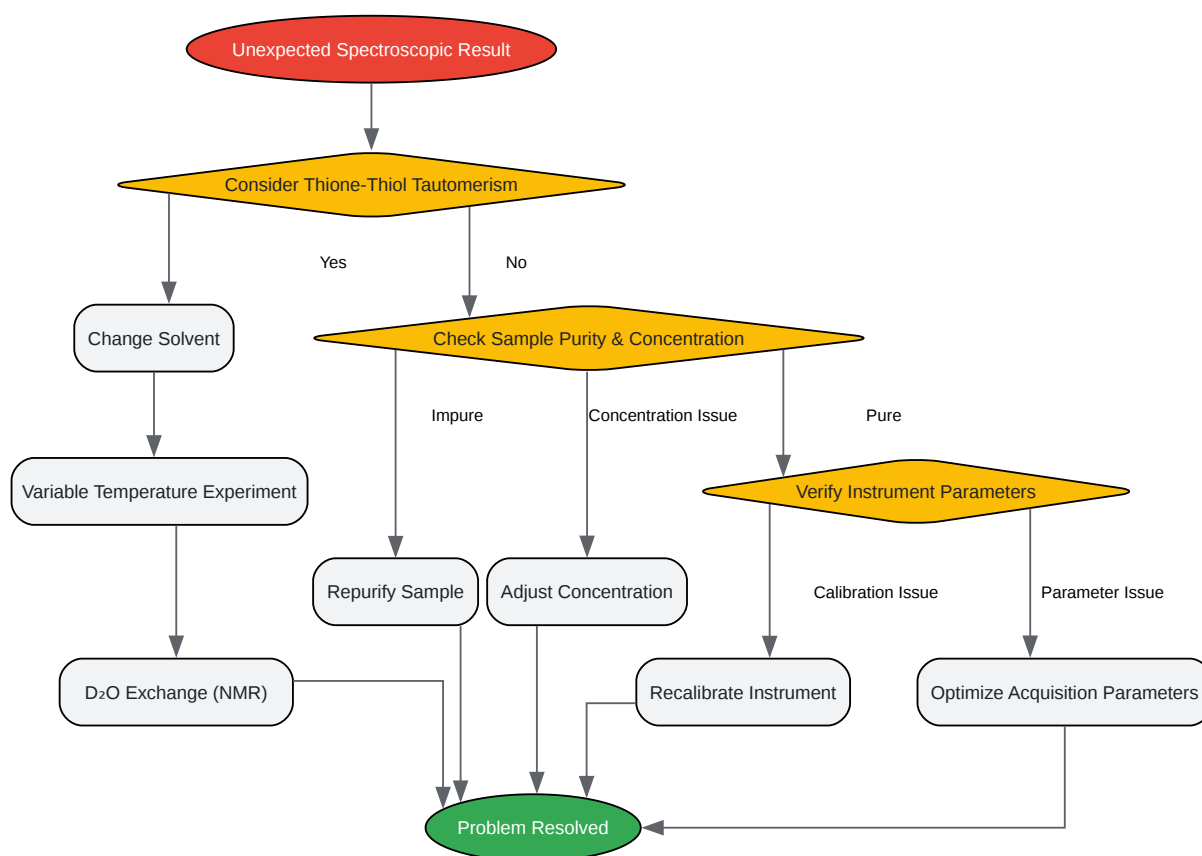 Unexpected Spectroscopic Result
Consider Thione-Thiol Tautomerism
Yes
No
Change Solvent
Check Sample Purity & Concentration
Impure
Concentration Issue
Pure
Variable Temperature Experiment
Verify Instrument Parameters
Repurify Sample
Adjust Concentration
Calibration Issue
Parameter Issue
D₂O Exchange (NMR)
Recalibrate Instrument
Optimize Acquisition Parameters
Problem Resolved